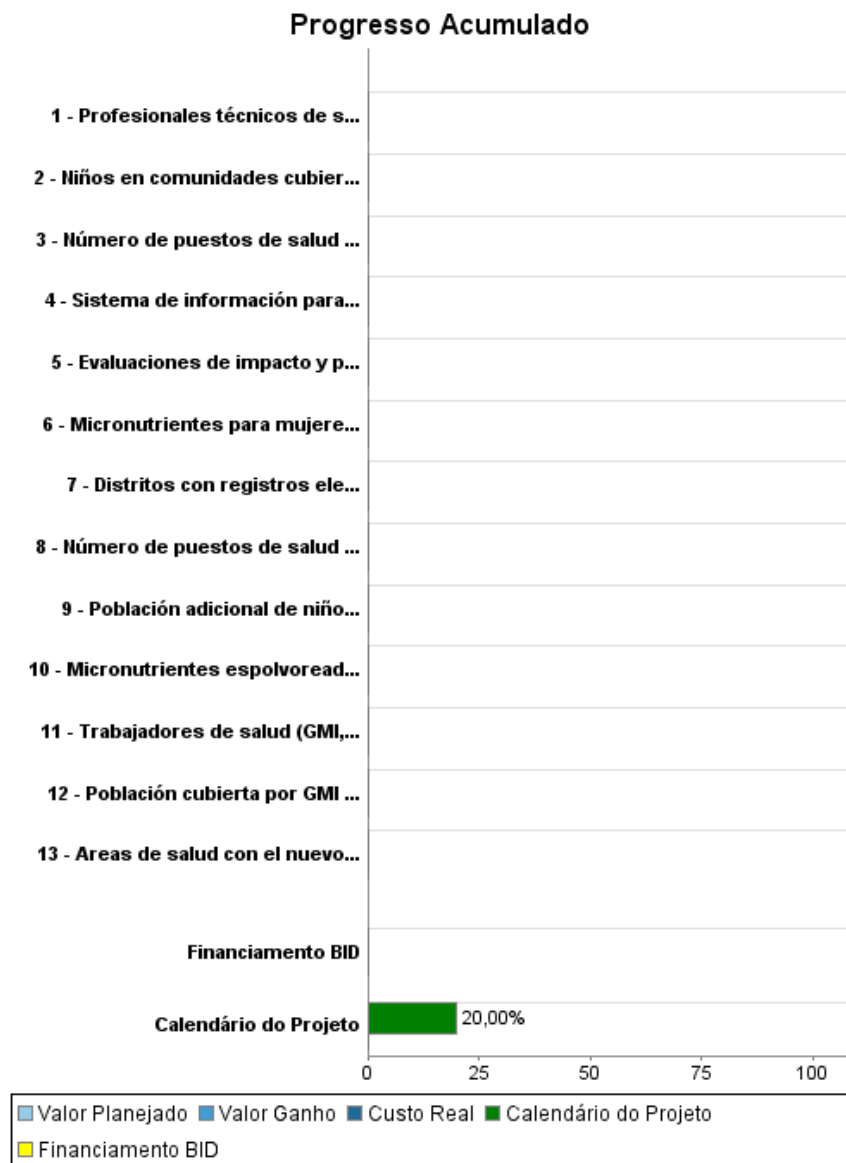 Progresso Acumulado
1 - Profesionales técnicos de s...
2 - Niños en comunidades cubier...
3 - Número de puestos de salud ...
4 - Sistema de información para...
5 - Evaluaciones de impacto y p...
6 - Micronutrientes para mujere...
7 - Distritos con registros ele...
8 - Número de puestos de salud ...
9 - Población adicional de niño...
10 - Micronutrientes espolvoread...
11 - Trabajadores de salud (GMI,...
12 - Población cubierta por GMI ...
13 - Areas de salud con el nuevo...
Financiamento BID
Calendário do Projeto 20,00%
0 25 50 75 100
Valor Planejado Valor Ganho Custo Real Calendário do Projeto
Financiamento BID